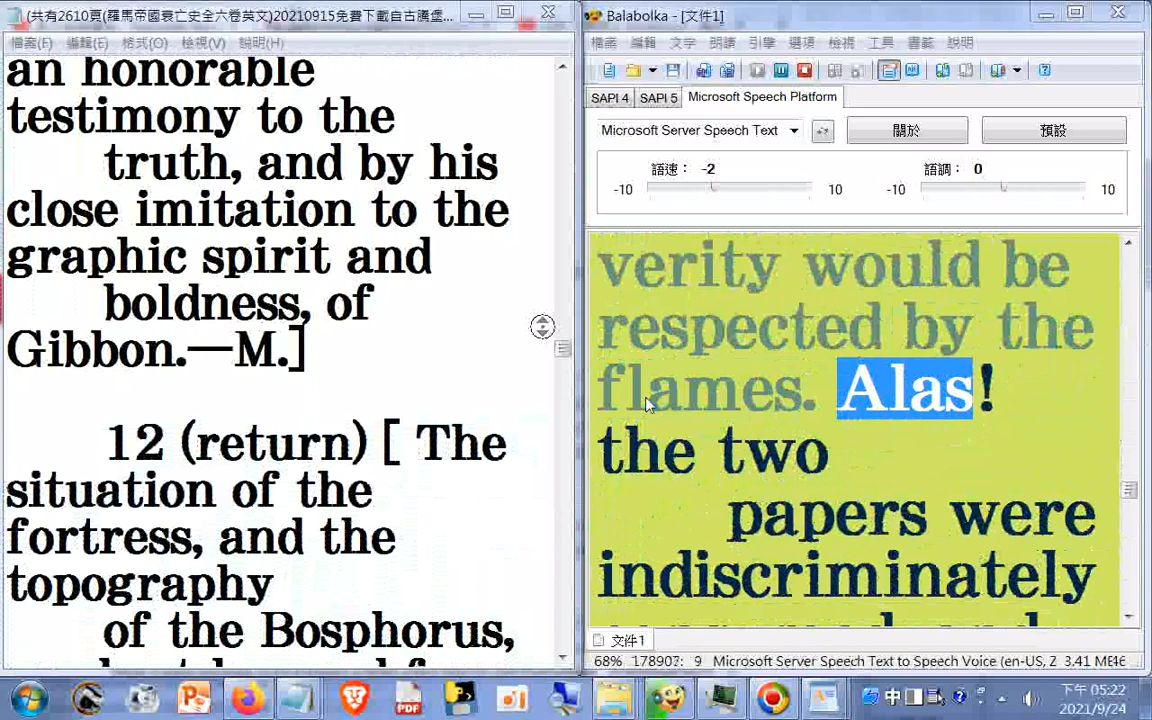 (共有2610頁(羅馬帝國衰亡史全六卷英文)20210915免費下載自古騰堡...
檔案(F) 編輯(E) 格式(O) 檢視(V) 說明(H)
an honorable
testimony to the
truth, and by his
close imitation to the
graphic spirit and
boldness, of
Gibbon.—M.]
12 (return) [ The
situation of the
fortress, and the
topography
of the Bosphorus,
Balabolka - [文件1]
檔案 編輯 文字 朗讀 引擎 選項 檢視 工具 書籤 說明
SAPI 4 SAPI 5 Microsoft Speech Platform
Microsoft Server Speech Text 關於 預設
語速： -2 語調： 0
-10 10 -10 10
verity would be
respected by the
flames. Alas!
the two
papers were
indiscriminately
文件1
68% 178907: 9 Microsoft Server Speech Text to Speech Voice (en-US, Z 3.41 ME46
中 下午 05:22
2021/9/24